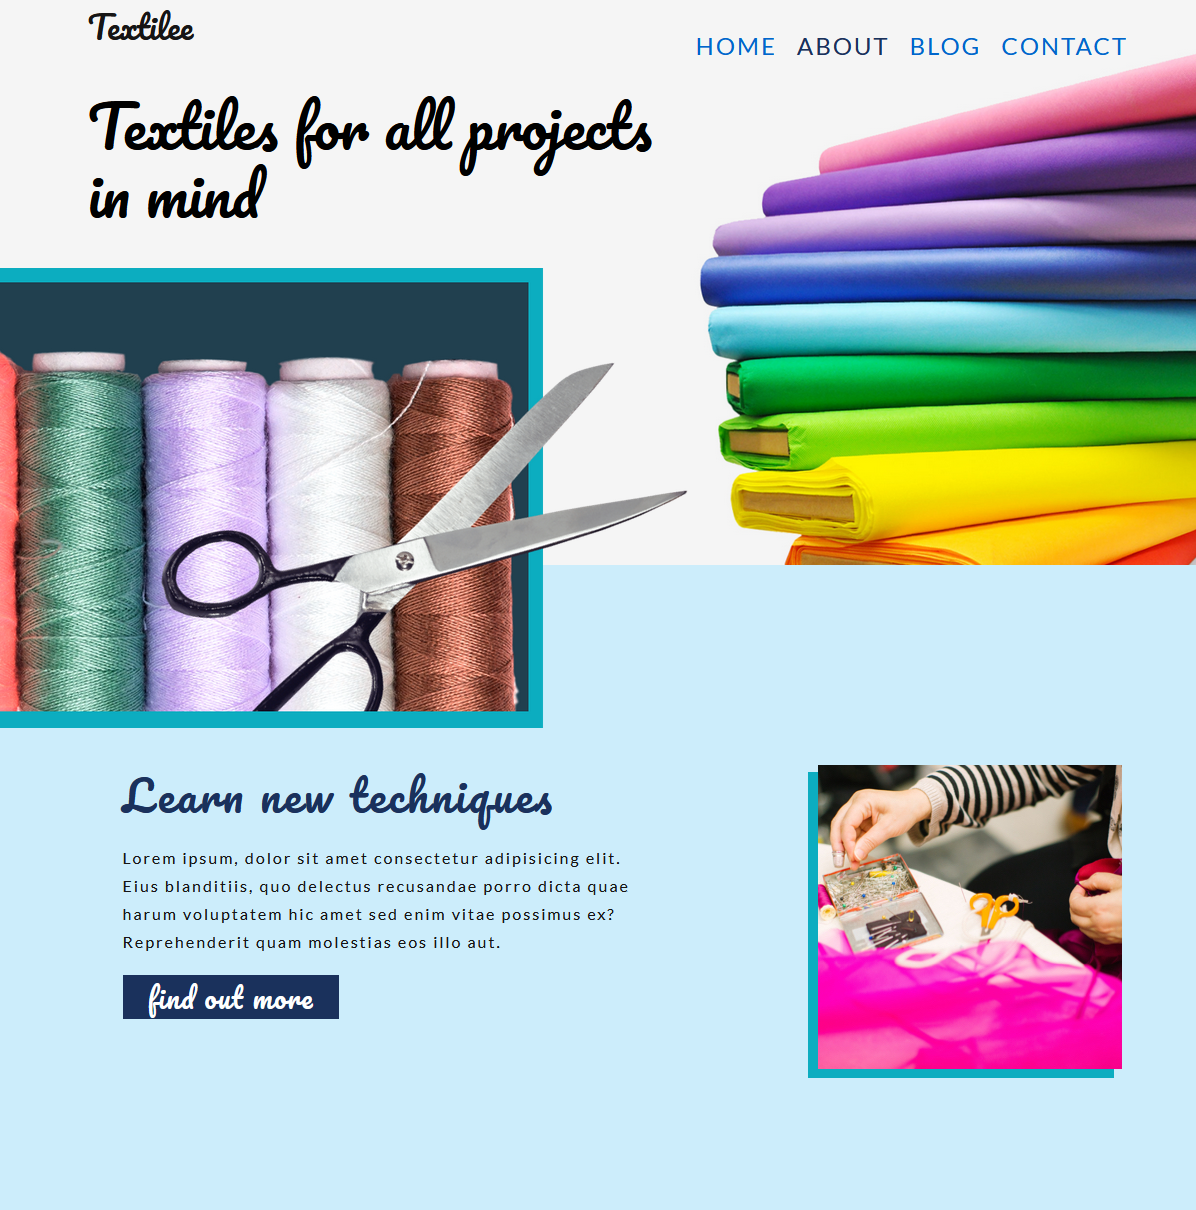 Textilee
HOME ABOUT BLOG CONTACT
Textiles for all projects
in mind
Learn new techniques
Lorem ipsum, dolor sit amet consectetur adipisicing elit.
Eius blanditiis, quo delectus recusandae porro dicta quae
harum voluptatem hic amet sed enim vitae possimus ex?
Reprehenderit quam molestias eos illo aut.
find out more